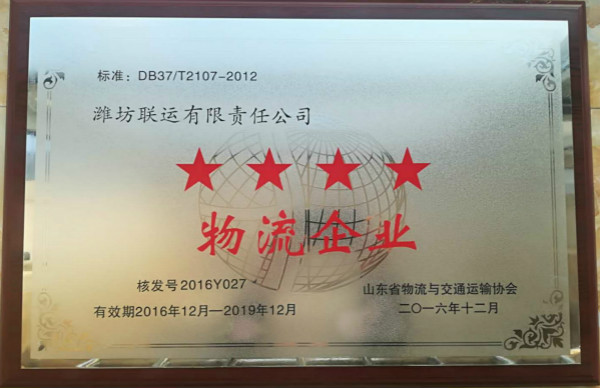 标准：DB37/T2107-2012
潍坊联运有限责任公司
★★★★
物流企业
核发号2016Y027
有效期2016年12月—2019年12月
山东省物流与交通运输协会
二〇一六年十二月